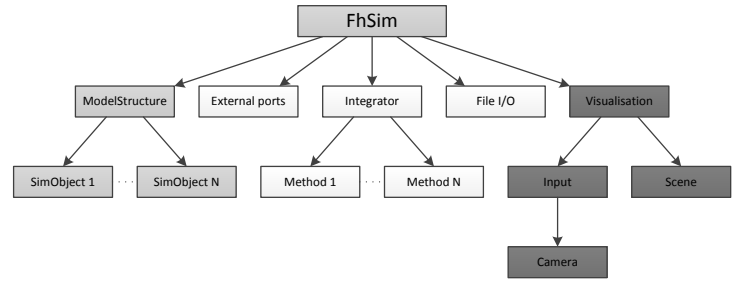 FhSim
ModelStructure
External ports
Integrator
File I/O
Visualisation
SimObject 1
SimObject N
Method 1
Method N
Input
Scene
Camera